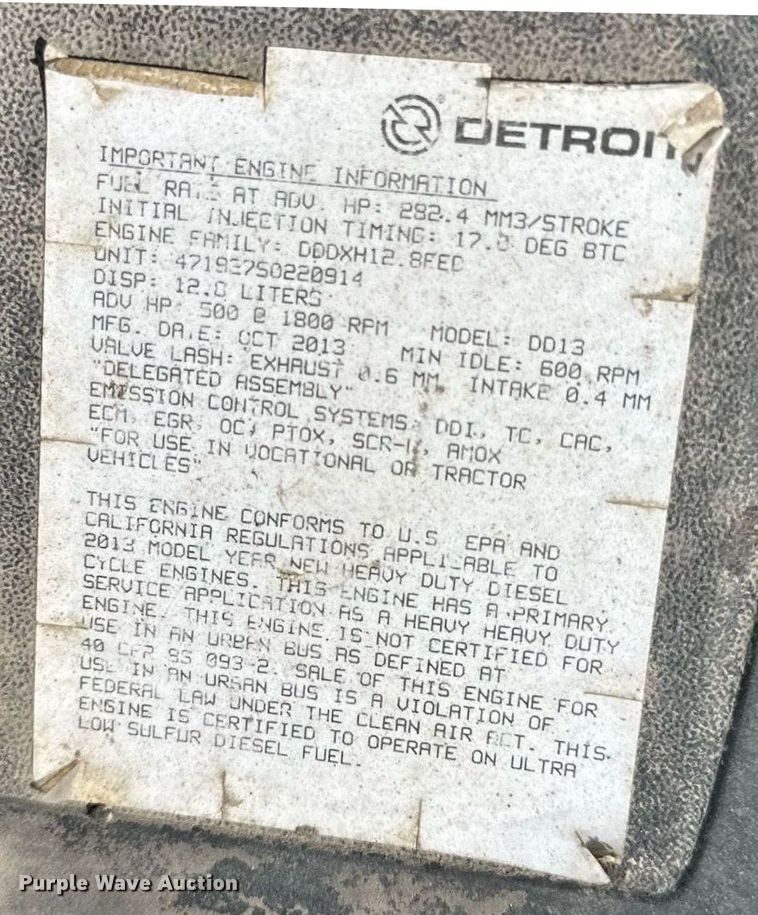 DETROIT
IMPORTANT ENGINE INFORMATION
FUEL RATE AT ADV. HP: 292.4 MM3/STROKE
INITIAL INJECTION TIMING: DEG BTC
ENGINE FAMILY: DDDXH12.8FED
UNIT: 471927S0220914
DISP: 12.8 LITERS
ADV HP: 500 @ 1800 RPM MODEL: DD13
MFG. DATE: OCT 2013 MIN IDLE: 600 RPM
VALVE LASH: EXHAUST 0.6 MM, INTAKE 0.4 MM
"DELEGATED ASSEMBLY"
EMISSION CONTROL SYSTEMS: DDI, TC, CAC,
ECM, EGR, OC, PTOX, AMOX
"FOR USE IN VOCATIONAL OR TRACTOR
VEHICLES"
THIS ENGINE CONFORMS TO U.S. EPA AND
CALIFORNIA REGULATIONS APPLICABLE TO
2013 MODEL YEAR NEW HEAVY DUTY DIESEL
CYCLE ENGINES. THIS ENGINE HAS A PRIMARY
SERVICE APPLICATION AS A HEAVY HEAVY DUTY
ENGINE. THIS ENGINE IS NOT CERTIFIED FOR
USE IN AN URBAN BUS AS DEFINED AT
40 CFR 093-2. SALE OF THIS ENGINE FOR
USE IN AN URBAN BUS IS A VIOLATION OF
FEDERAL LAW UNDER THE CLEAN AIR ACT. THIS
ENGINE IS CERTIFIED TO OPERATE ON ULTRA
LOW SULFUR DIESEL FUEL.
Purple Wave Auction